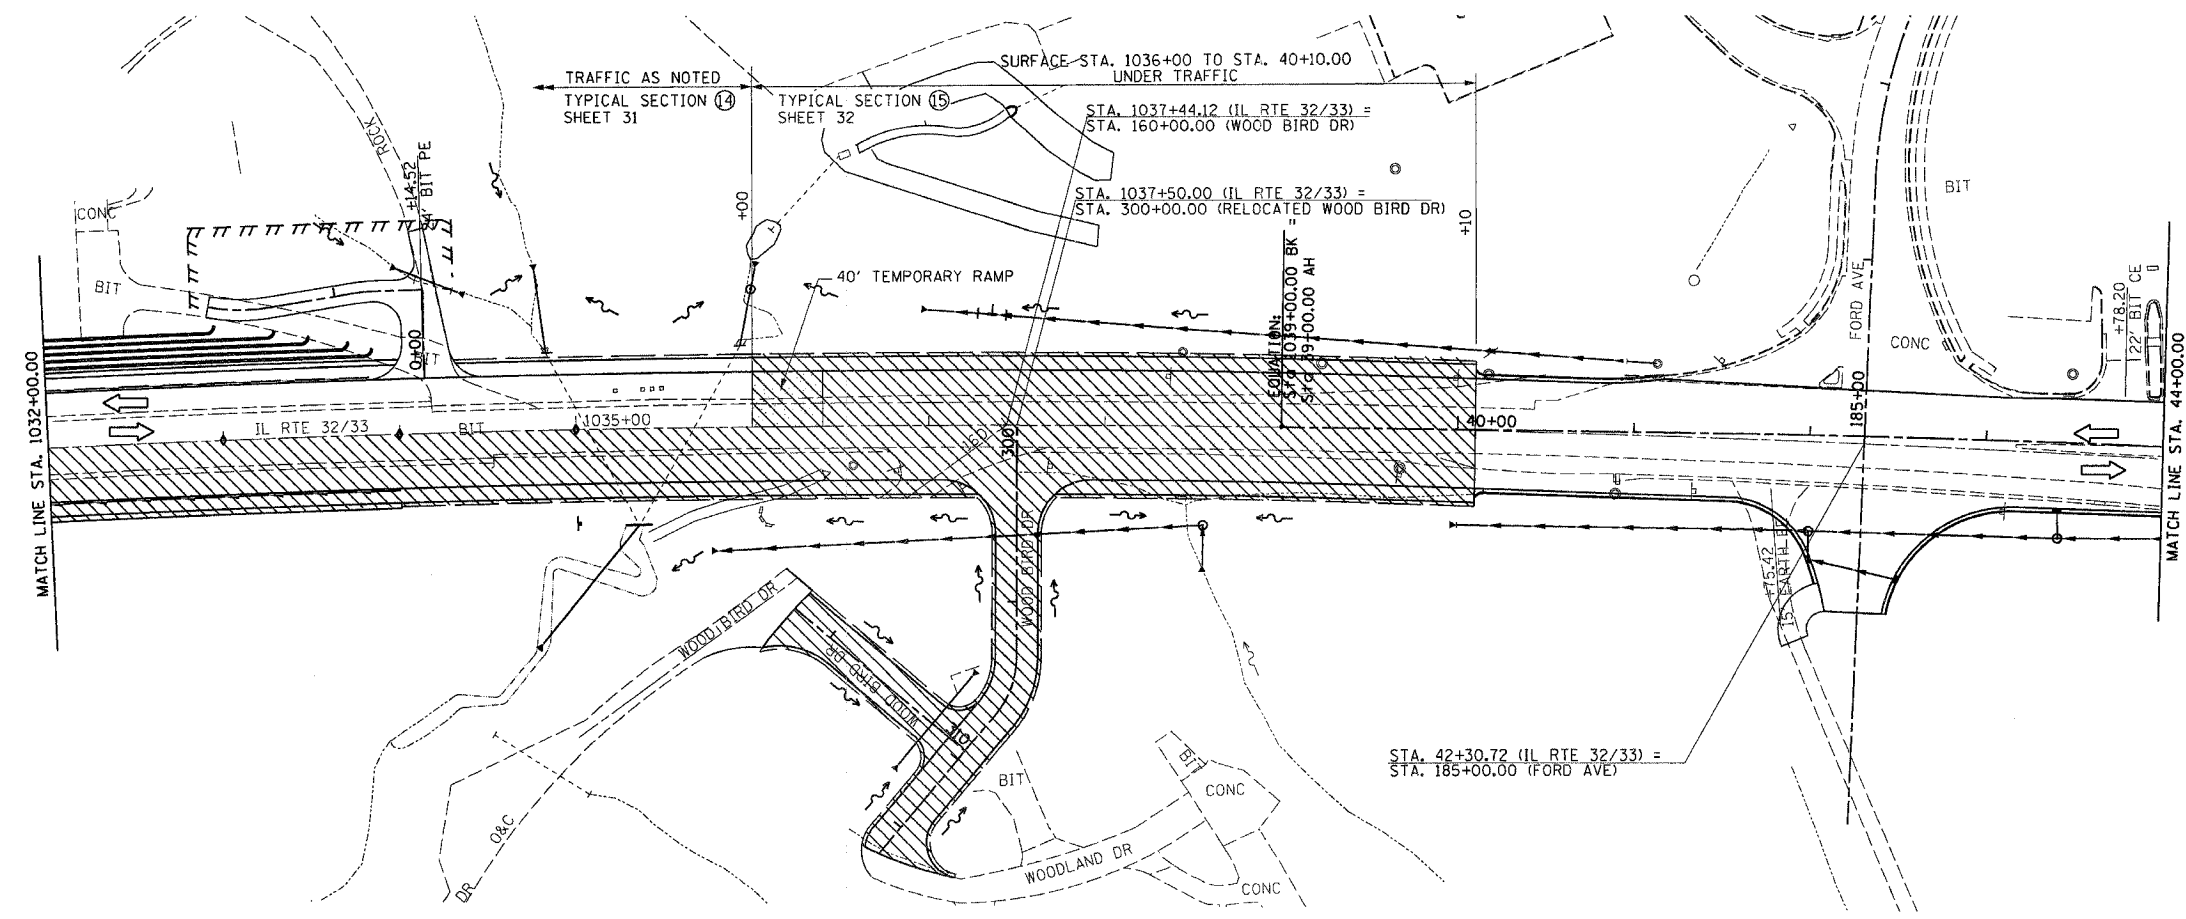 SURFACE STA. 1036+00 TO STA. 40+10.00
UNDER TRAFFIC
TRAFFIC AS NOTED
TYPICAL SECTION 14
SHEET 31
TYPICAL SECTION 15
SHEET 32
STA. 1037+44.12 (IL RTE 32/33) =
STA. 160+00.00 (WOOD BIRD DR)
STA. 1037+50.00 (IL RTE 32/33) =
STA. 300+00.00 (RELOCATED WOOD BIRD DR)
ROCK
+14.52
BIT PE
+00
+10
CONC
BIT
40' TEMPORARY RAMP
EQUATION:
Sta 1039+00.00 BK =
Sta 39+00.00 AH
FORD AVE
BIT
CONC
+78.20
22' BIT CE
MATCH LINE STA. 1032+00.00
0+00
BIT
IL RTE 32/33
BIT
1035+00
160
300
40+00
185+00
MATCH LINE STA. 44+00.00
WOOD BIRD DR
+75.42
15' EARTH E
WOOD BIRD DR
WOOD BIRD DR
310
STA. 42+30.72 (IL RTE 32/33) =
STA. 185+00.00 (FORD AVE)
BIT
BIT
CONC
O&C
DR
WOODLAND DR
CONC